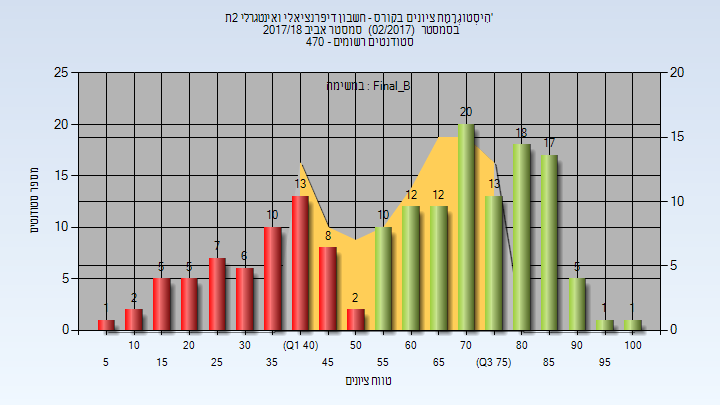 היסטוגרמת ציונים בקורס - חשבון דיפרנציאלי ואינטגרלי 2ח'
בסמסטר (02/2017) סמסטר אביב 2017/18
סטודנטים רשומים - 470
במשימה : Final_B
מספר סטודנטים
25 20 15 10 5 0
20 15 10 5 0
1 2 5 5 7 6 10 13 8 2 10 12 12 20 13 18 17 5 1 1
10 20 30 (Q1 40) 50 60 70 80 90 100
5 15 25 35 45 55 65 (Q3 75) 85 95
טווח ציונים